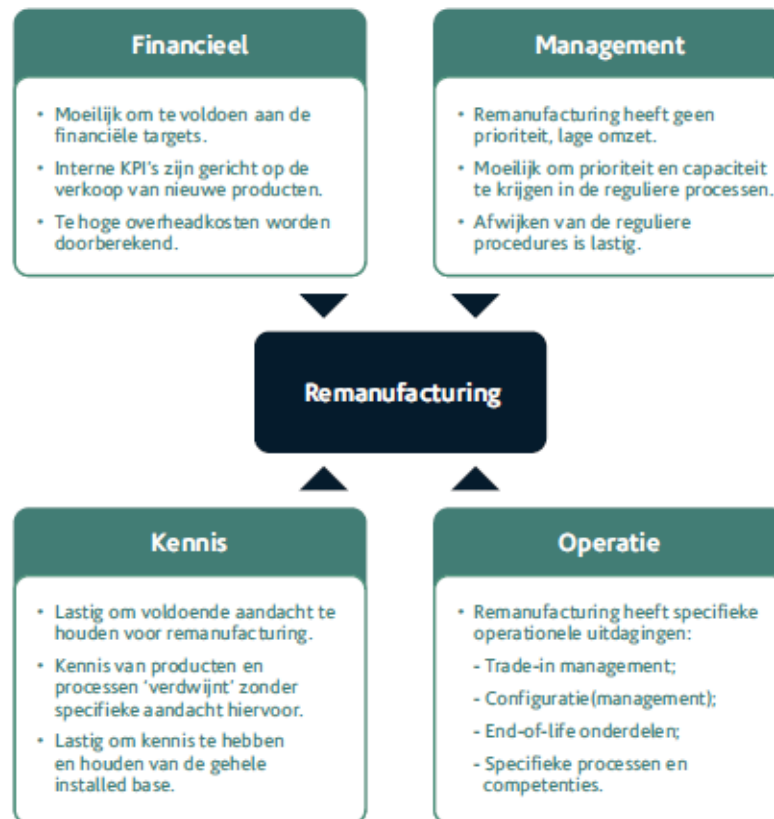 Financieel
• Moeilijk om te voldoen aan de
financiële targets.
• Interne KPI's zijn gericht op de
verkoop van nieuwe producten.
• Te hoge overheadkosten worden
doorberekend.
Management
• Remanufacturing heeft geen
prioriteit, lage omzet.
• Moeilijk om prioriteit en capaciteit
te krijgen in de reguliere processen.
• Afwijken van de reguliere
procedures is lastig.
Remanufacturing
Kennis
• Lastig om voldoende aandacht te
houden voor remanufacturing.
• Kennis van producten en
processen 'verdwijnt' zonder
specifieke aandacht hiervoor.
• Lastig om kennis te hebben
en houden van de gehele
installed base.
Operatie
• Remanufacturing heeft specifieke
operationele uitdagingen:
- Trade-in management;
- Configuratie(management);
- End-of-life onderdelen;
- Specifieke processen en
competenties.